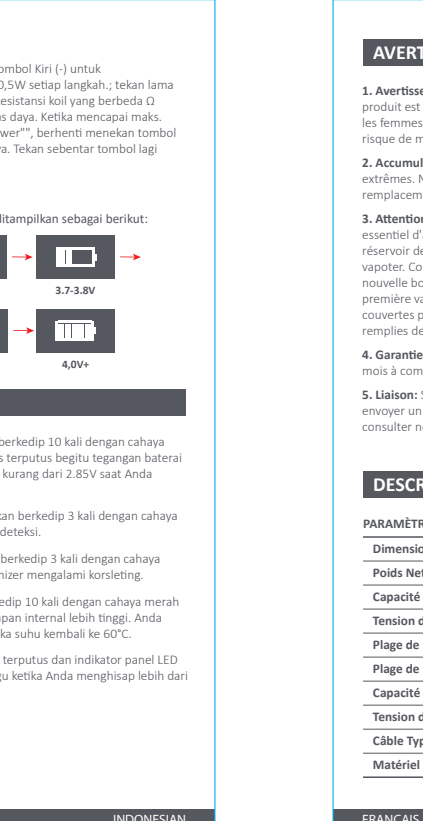 ombol Kiri (-) untuk
0,5W setiap langkah.; tekan lama
esistansi koil yang berbeda Ω
s daya. Ketika mencapai maks.
wer"", berhenti menekan tombol
ya. Tekan sebentar tombol lagi
ditampilkan sebagai berikut:
3.7-3.8V
4,0V+
berkedip 10 kali dengan cahaya
s terputus begitu tegangan baterai
kurang dari 2.85V saat Anda
kan berkedip 3 kali dengan cahaya
deteksi.
berkedip 3 kali dengan cahaya
nizer mengalami korsleting.
edip 10 kali dengan cahaya merah
apan internal lebih tinggi. Anda
ka suhu kembali ke 60°C.
terputus dan indikator panel LED
gu ketika Anda menghisap lebih dari
INDONESIAN
AVERT
1. Avertisse
produit est
les femmes
risque de m
2. Accumul
extrêmes. N
remplacem
3. Attention
essentiel d'a
réservoir de
vapoter. Co
nouvelle bo
première va
couvertes p
remplies de
4. Garantie
mois à com
5. Liaison: S
envoyer un
consulter no
DESCR
PARAMÈTR
Dimensio
Poids Net
Capacité
Tension d
Plage de
Plage de
Capacité
Tension d
Câble Typ
Matériel
FRANÇAIS